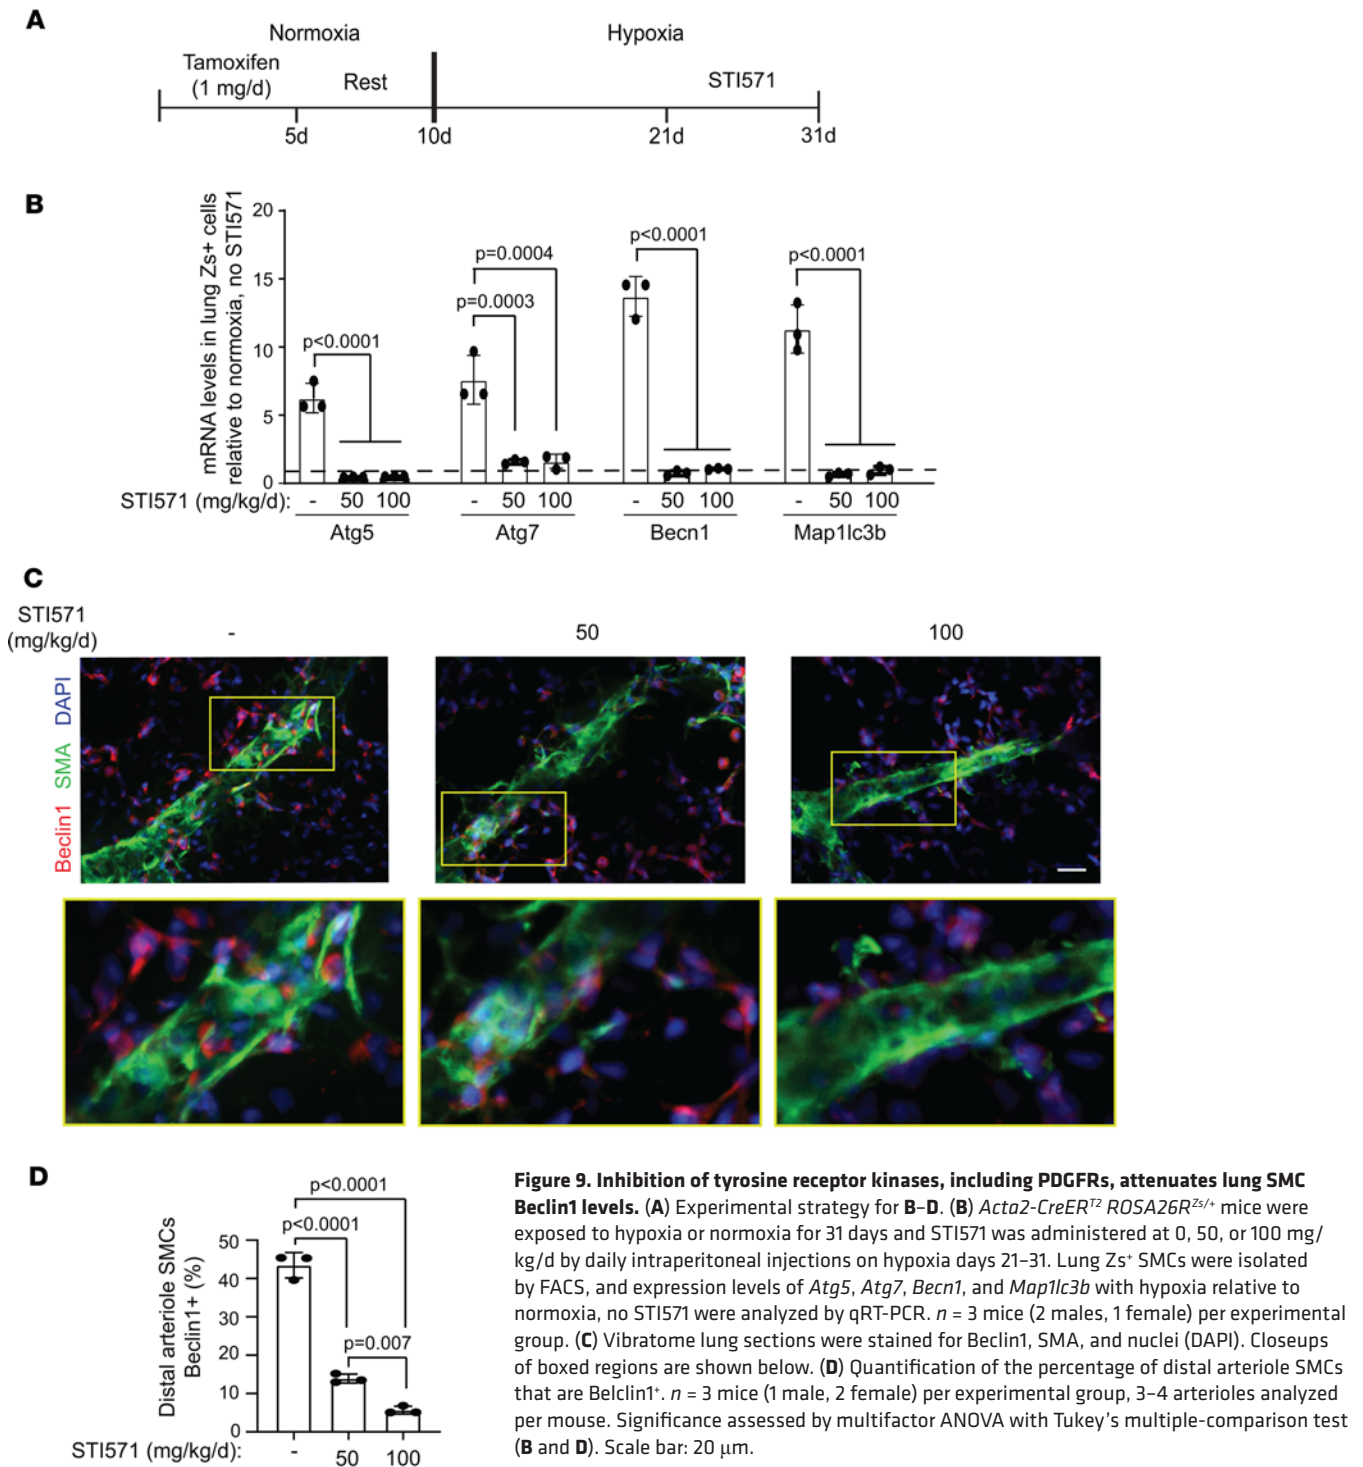 A
Normoxia
Hypoxia
Tamoxifen
(1 mg/d)
Rest
STI571
5d
10d
21d
31d
B
mRNA levels in lung Zs+ cells
relative to normoxia, no STI571
20
15
10
5
0
p<0.0001
p=0.0003
p=0.0004
p<0.0001
p<0.0001
STI571 (mg/kg/d): - 50 100 - 50 100 - 50 100 - 50 100
Atg5 Atg7 Becn1 Map1lc3b
C
STI571
(mg/kg/d)
- 50 100
Beclin1 SMA DAPI
D
Distal arteriole SMCs
Beclin1+ (%)
50
40
30
20
10
0
p<0.0001
p<0.0001
p=0.007
STI571 (mg/kg/d): - 50 100
Figure 9. Inhibition of tyrosine receptor kinases, including PDGFRs, attenuates lung SMC
Beclin1 levels. (A) Experimental strategy for B–D. (B) Acta2-CreERT2 ROSA26RZs/+ mice were
exposed to hypoxia or normoxia for 31 days and STI571 was administered at 0, 50, or 100 mg/
kg/d by daily intraperitoneal injections on hypoxia days 21–31. Lung Zs+ SMCs were isolated
by FACS, and expression levels of Atg5, Atg7, Becn1, and Map1lc3b with hypoxia relative to
normoxia, no STI571 were analyzed by qRT-PCR. n = 3 mice (2 males, 1 female) per experimental
group. (C) Vibratome lung sections were stained for Beclin1, SMA, and nuclei (DAPI). Closeups
of boxed regions are shown below. (D) Quantification of the percentage of distal arteriole SMCs
that are Belclin1+. n = 3 mice (1 male, 2 female) per experimental group, 3–4 arterioles analyzed
per mouse. Significance assessed by multifactor ANOVA with Tukey's multiple-comparison test
(B and D). Scale bar: 20 μm.